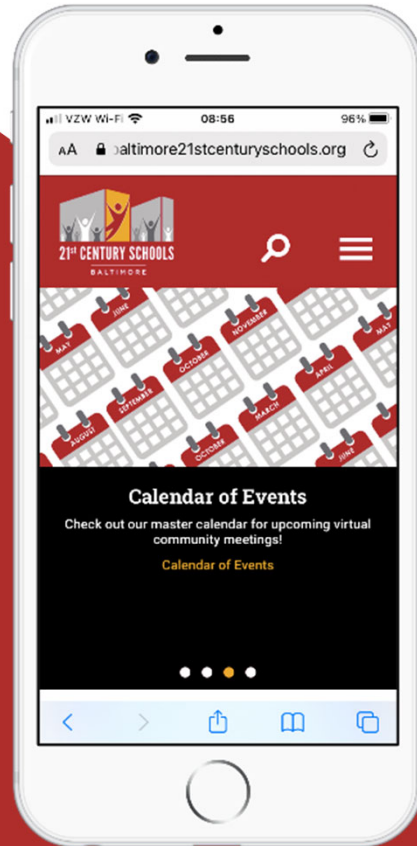 VZW Wi-Fi 08:56 96%
AA baltimore21stcenturyschools.org
21st CENTURY SCHOOLS
BALTIMORE
MAY
JUNE
AUGUST
SEPTEMBER
OCTOBER
NOVEMBER
OCTOBER
MARCH
APRIL
MAY
JUNE
Calendar of Events
Check out our master calendar for upcoming virtual
community meetings!
Calendar of Events